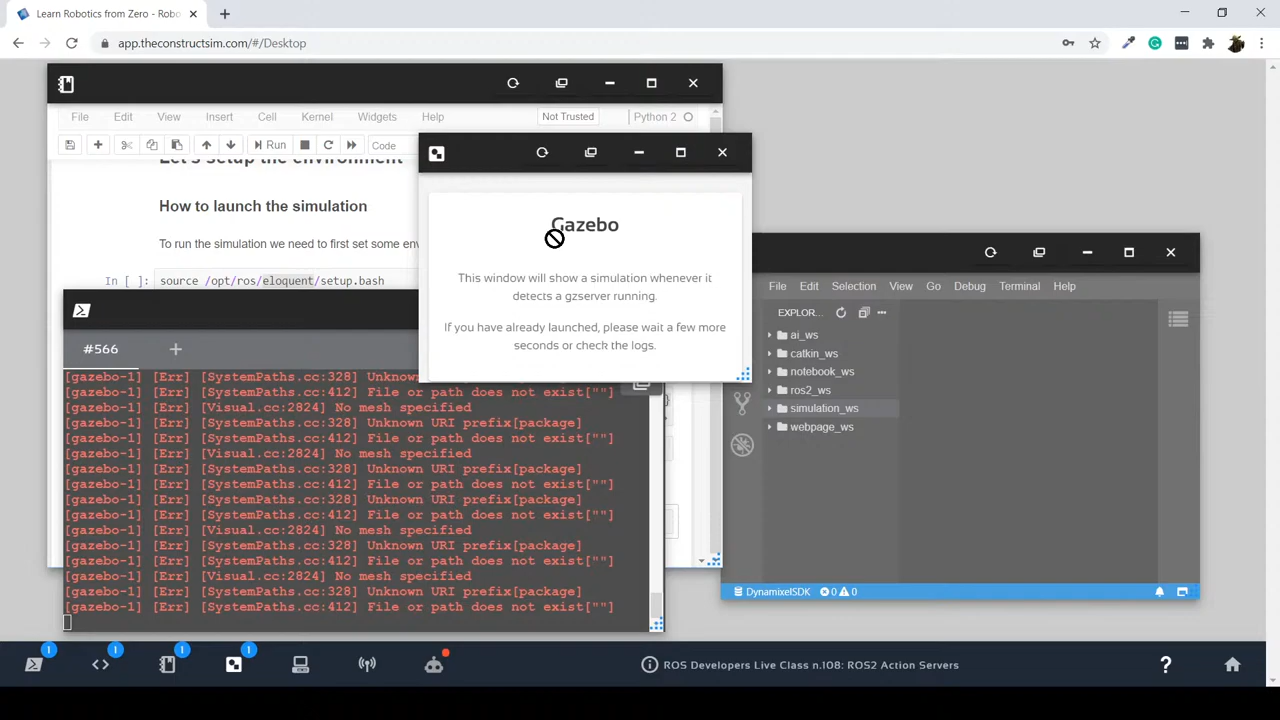 Learn Robotics from Zero - Robo
app.theconstructsim.com/#/Desktop
File Edit View Insert Cell Kernel Widgets Help
Not Trusted
Python 2
Run
Code
Let's setup the environment
How to launch the simulation
To run the simulation we need to first set some env
In [ ]: source /opt/ros/eloquent/setup.bash
Gazebo
This window will show a simulation whenever it
detects a gzserver running.
If you have already launched, please wait a few more
seconds or check the logs.
#566
[gazebo-1] [Err] [SystemPaths.cc:328] Unknown UR
[gazebo-1] [Err] [SystemPaths.cc:412] File or path does not exist[""]
[gazebo-1] [Err] [Visual.cc:2824] No mesh specified
[gazebo-1] [Err] [SystemPaths.cc:328] Unknown URI prefix[package]
[gazebo-1] [Err] [SystemPaths.cc:412] File or path does not exist[""]
[gazebo-1] [Err] [Visual.cc:2824] No mesh specified
[gazebo-1] [Err] [SystemPaths.cc:328] Unknown URI prefix[package]
[gazebo-1] [Err] [SystemPaths.cc:412] File or path does not exist[""]
[gazebo-1] [Err] [SystemPaths.cc:328] Unknown URI prefix[package]
[gazebo-1] [Err] [SystemPaths.cc:412] File or path does not exist[""]
[gazebo-1] [Err] [Visual.cc:2824] No mesh specified
[gazebo-1] [Err] [SystemPaths.cc:328] Unknown URI prefix[package]
[gazebo-1] [Err] [SystemPaths.cc:412] File or path does not exist[""]
[gazebo-1] [Err] [Visual.cc:2824] No mesh specified
[gazebo-1] [Err] [SystemPaths.cc:328] Unknown URI prefix[package]
[gazebo-1] [Err] [SystemPaths.cc:412] File or path does not exist[""]
File Edit Selection View Go Debug Terminal Help
EXPLOR...
ai_ws
catkin_ws
notebook_ws
ros2_ws
simulation_ws
webpage_ws
DynamixelSDK 0 0
1 1 1 1
ROS Developers Live Class n.108: ROS2 Action Servers
?